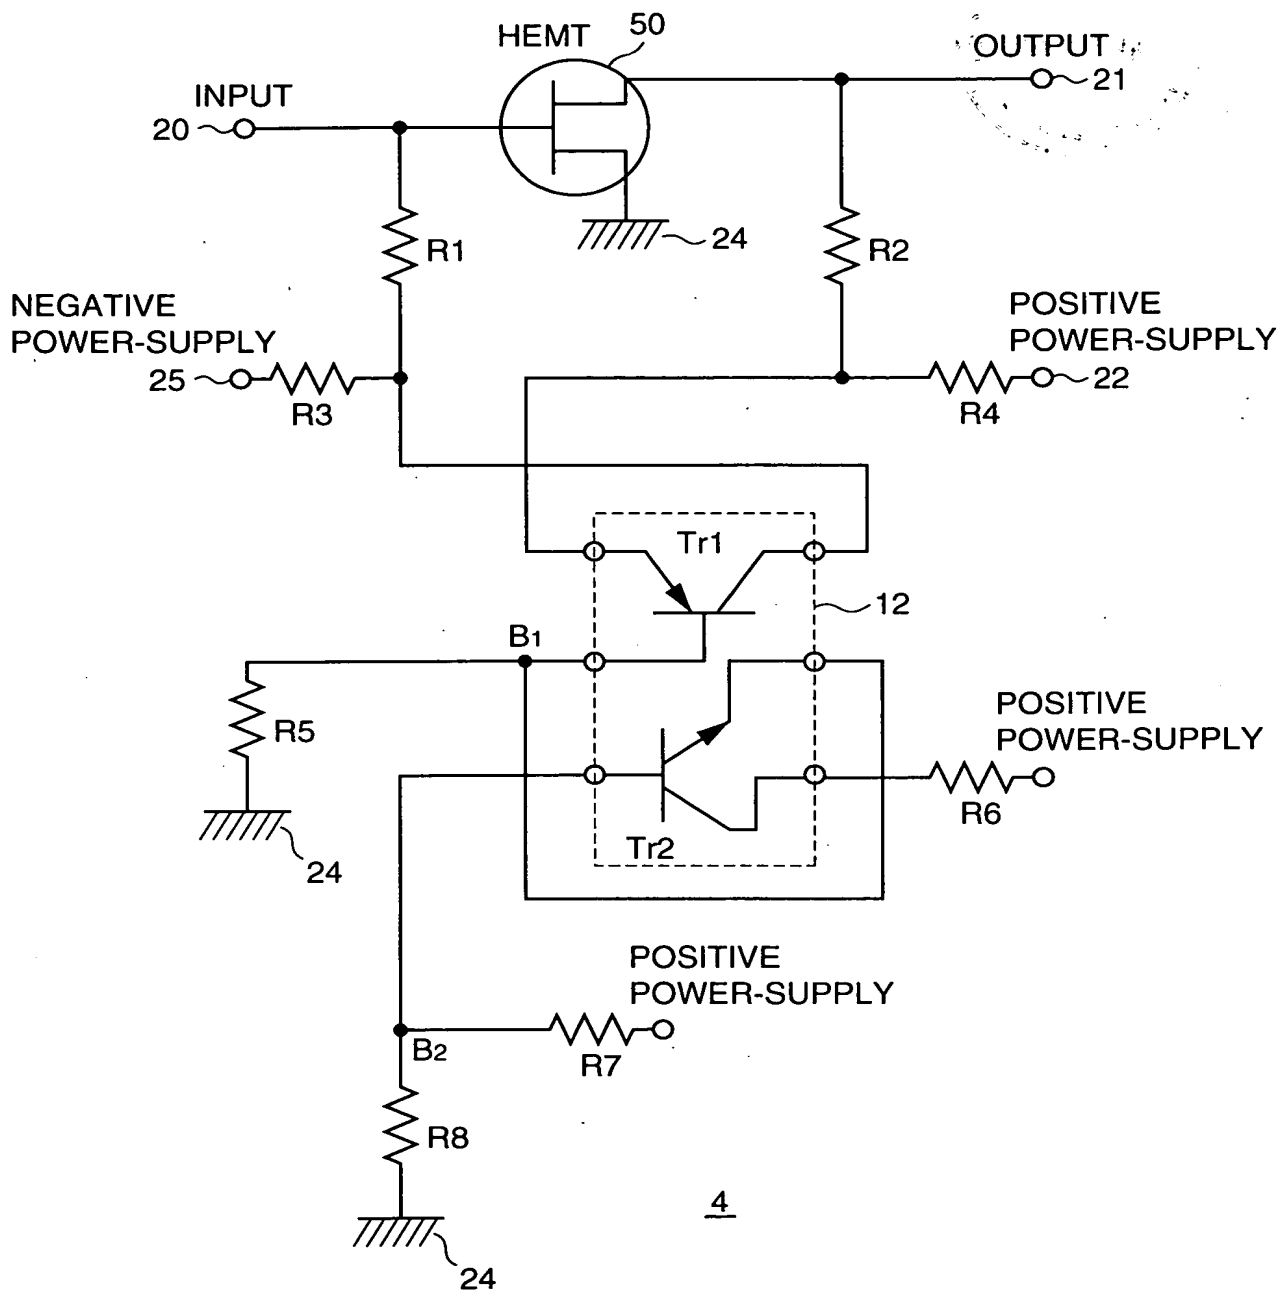 HEMT
50
OUTPUT
21
INPUT
20
24
R1
R2
NEGATIVE
POWER-SUPPLY
25
R3
POSITIVE
POWER-SUPPLY
22
R4
Tr1
12
B1
R5
24
POSITIVE
POWER-SUPPLY
R6
Tr2
POSITIVE
POWER-SUPPLY
B2
R7
R8
4
24